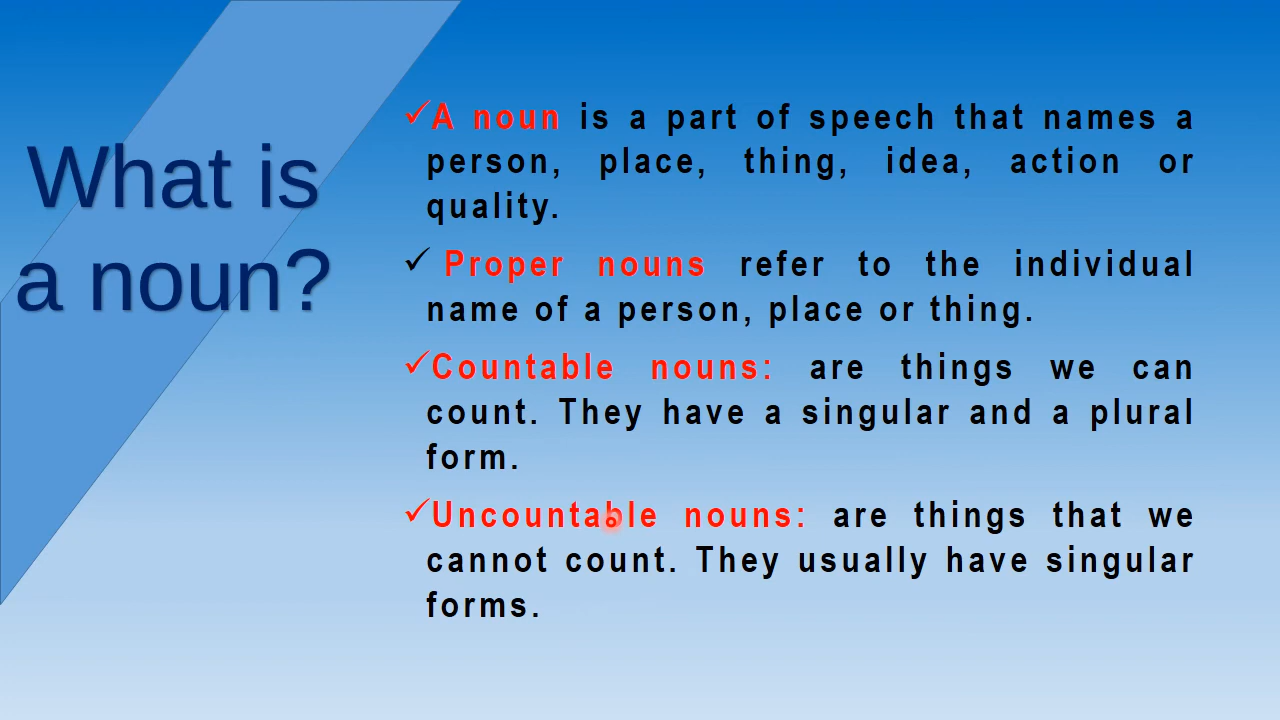 What is
a noun?
✓A noun is a part of speech that names a
person, place, thing, idea, action or
quality.
✓ Proper nouns refer to the individual
name of a person, place or thing.
✓Countable nouns: are things we can
count. They have a singular and a plural
form.
✓Uncountable nouns: are things that we
cannot count. They usually have singular
forms.